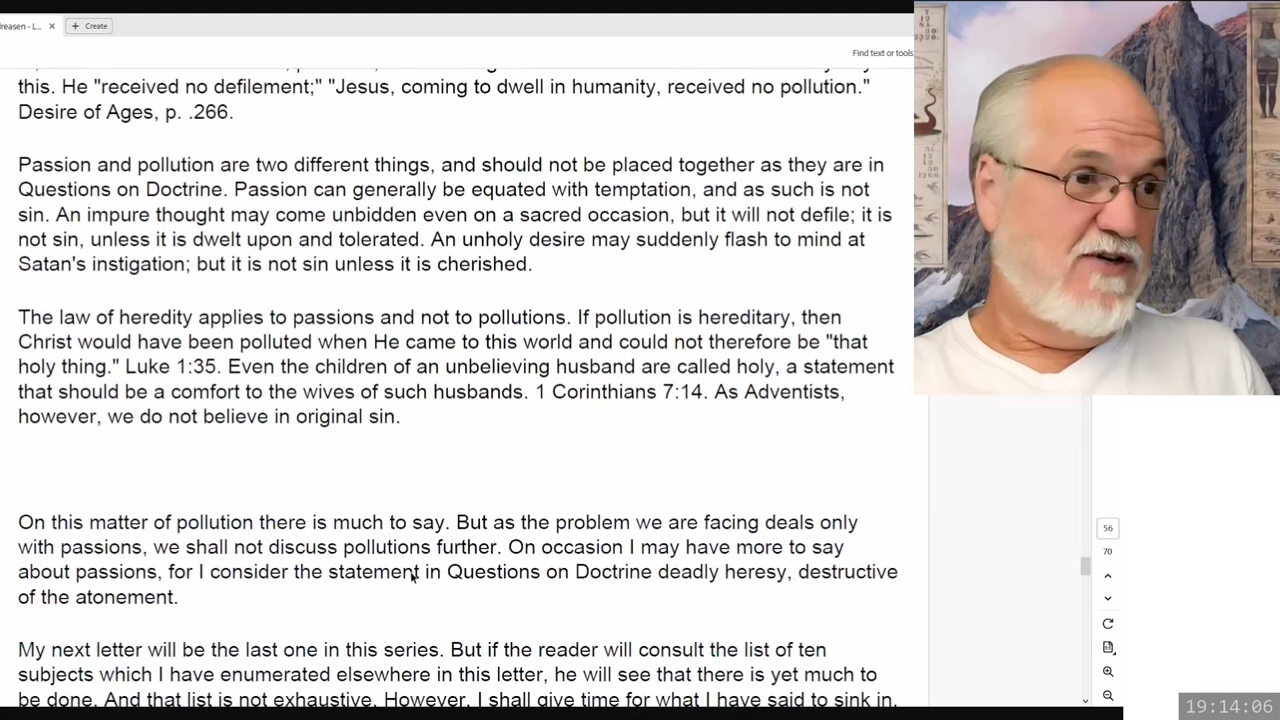 reasen - L...
Create
Find text or tools
this. He "received no defilement;" "Jesus, coming to dwell in humanity, received no pollution."
Desire of Ages, p. .266.
Passion and pollution are two different things, and should not be placed together as they are in
Questions on Doctrine. Passion can generally be equated with temptation, and as such is not
sin. An impure thought may come unbidden even on a sacred occasion, but it will not defile; it is
not sin, unless it is dwelt upon and tolerated. An unholy desire may suddenly flash to mind at
Satan's instigation; but it is not sin unless it is cherished.
The law of heredity applies to passions and not to pollutions. If pollution is hereditary, then
Christ would have been polluted when He came to this world and could not therefore be "that
holy thing." Luke 1:35. Even the children of an unbelieving husband are called holy, a statement
that should be a comfort to the wives of such husbands. 1 Corinthians 7:14. As Adventists,
however, we do not believe in original sin.
On this matter of pollution there is much to say. But as the problem we are facing deals only
with passions, we shall not discuss pollutions further. On occasion I may have more to say
about passions, for I consider the statement in Questions on Doctrine deadly heresy, destructive
of the atonement.
My next letter will be the last one in this series. But if the reader will consult the list of ten
subjects which I have enumerated elsewhere in this letter, he will see that there is yet much to
be done. And that list is not exhaustive. However, I shall give time for what I have said to sink in.
56
70
19:14:06